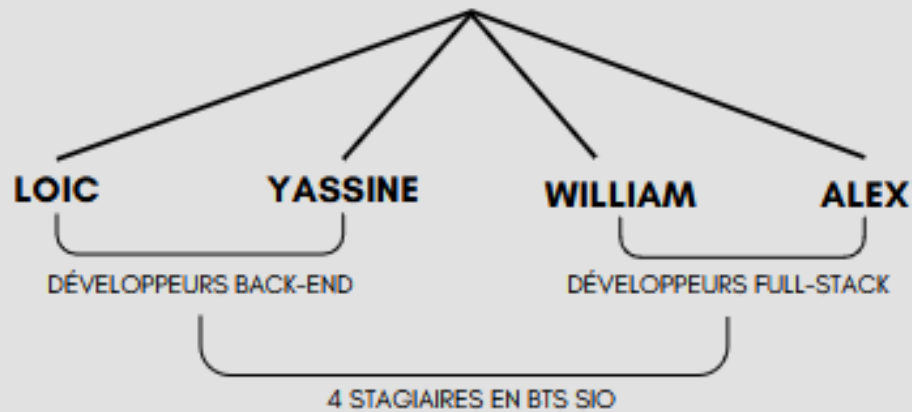 LOIC YASSINE WILLIAM ALEX
DÉVELOPPEURS BACK-END DÉVELOPPEURS FULL-STACK
4 STAGIAIRES EN BTS SIO